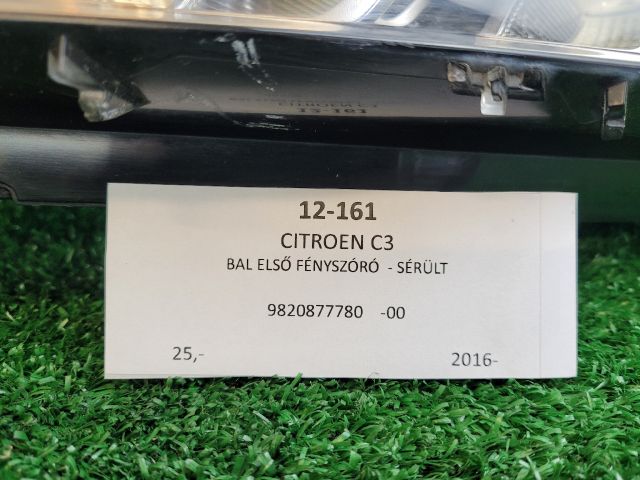 12-161
CITROEN C3
BAL ELSŐ FÉNYSZÓRÓ - SÉRÜLT
9820877780 -00
25,- 2016-